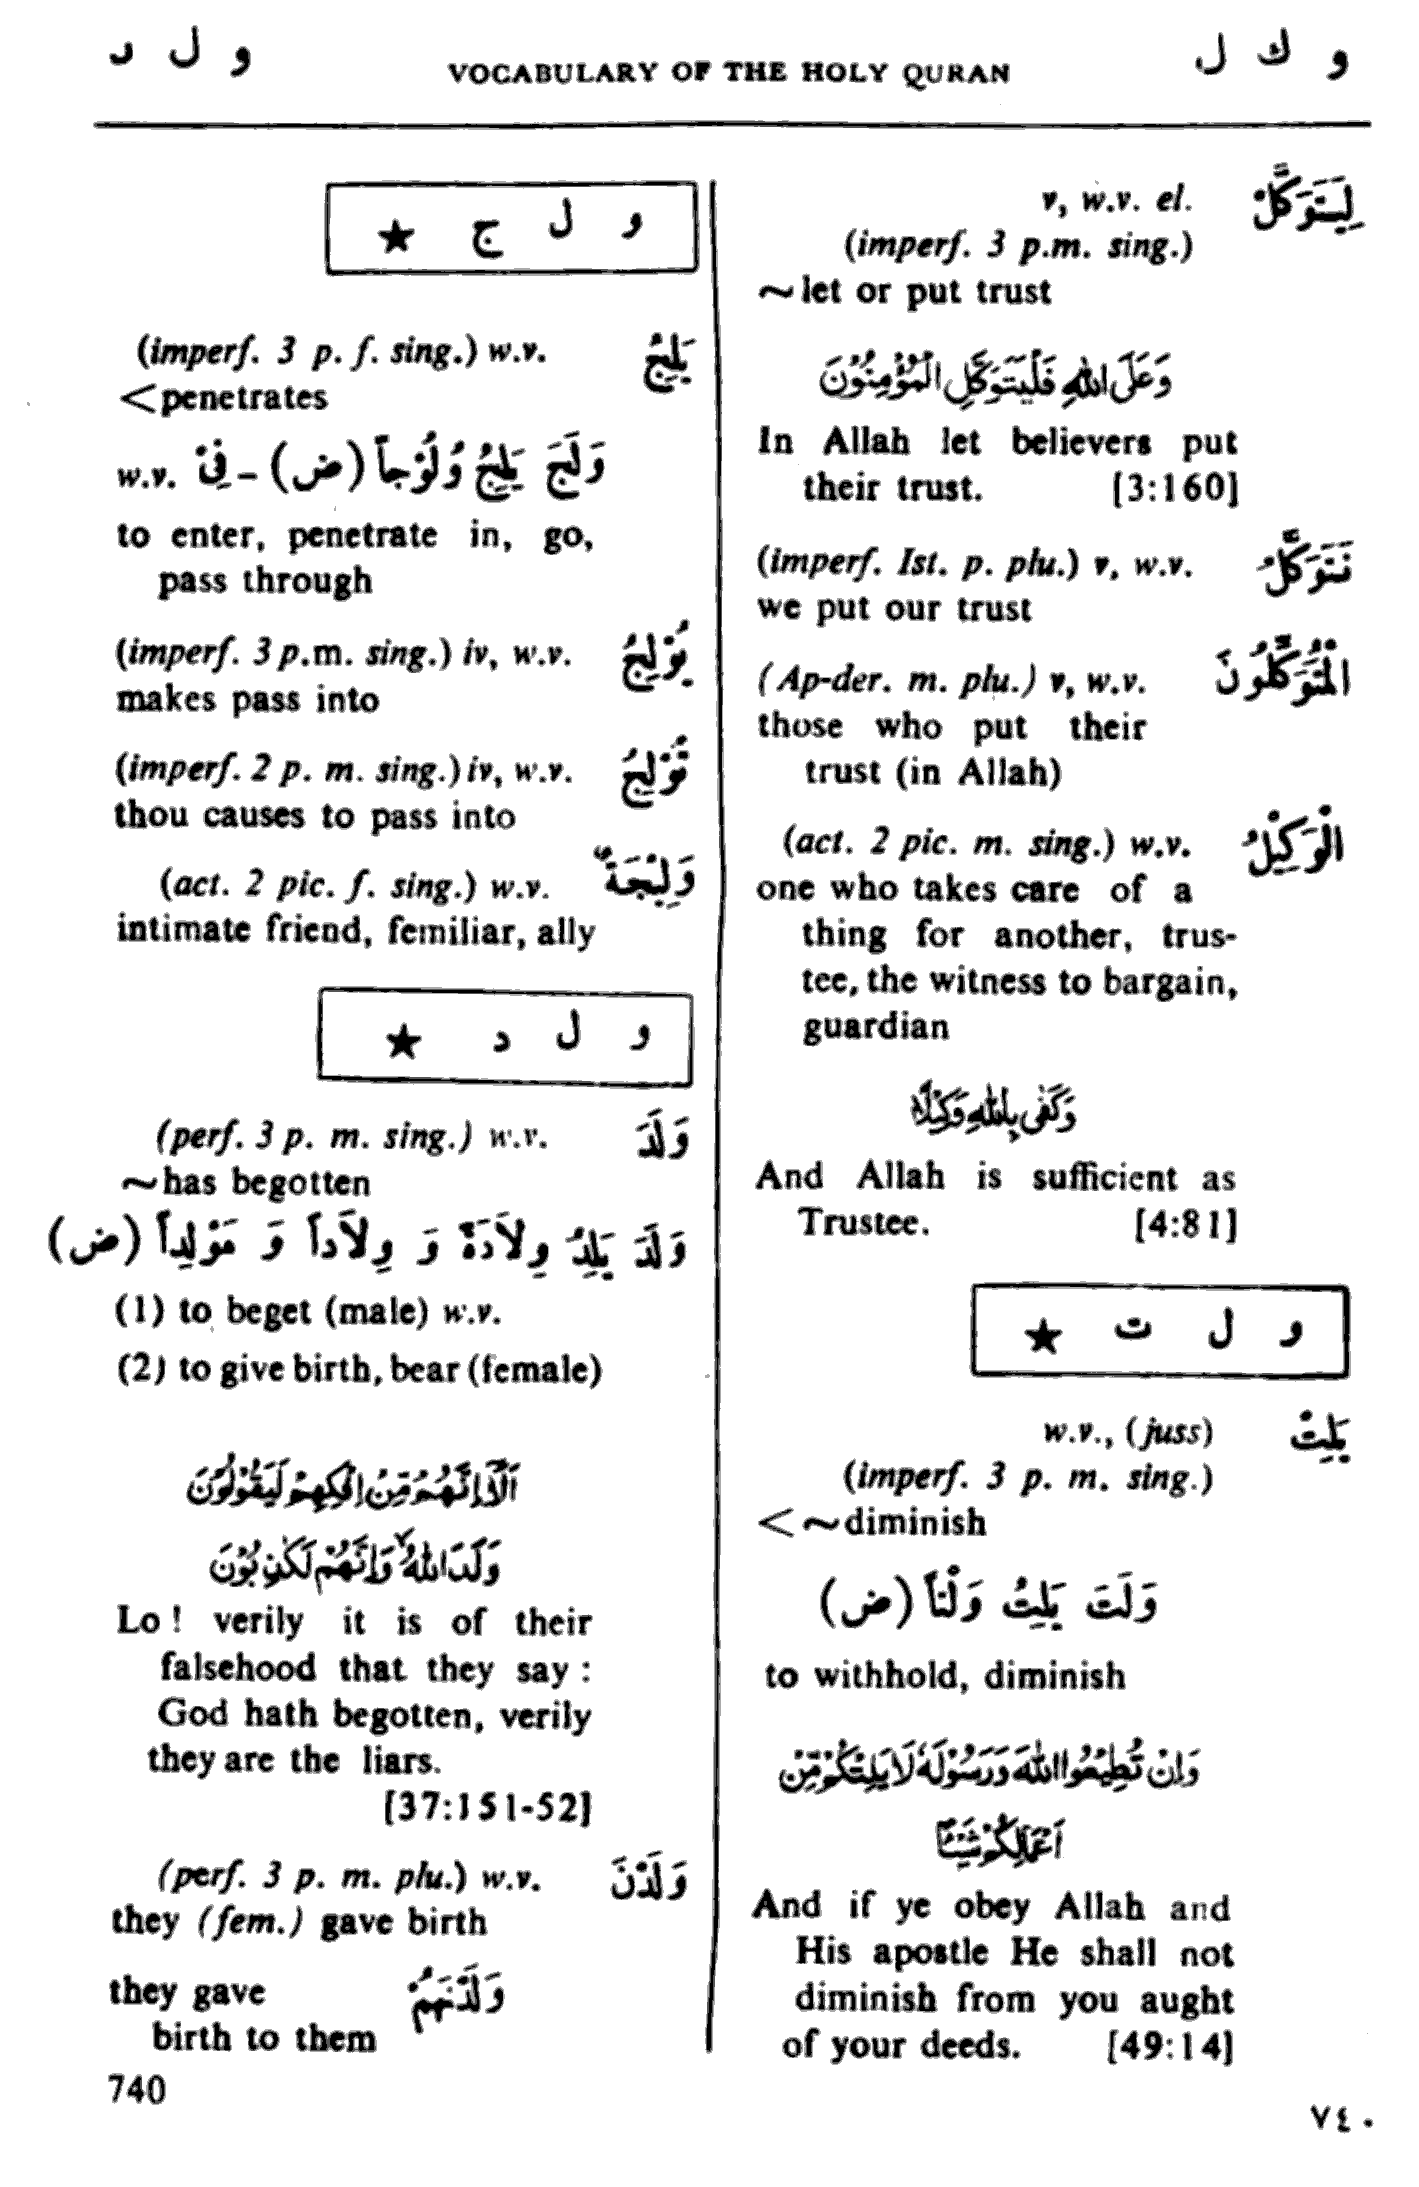 و ك ل
VOCABULARY OF THE HOLY QURAN
و ل د
لِيَتَوَكَّلْ
v, w.v. el.
(imperf. 3 p.m. sing.)
~let or put trust
وَعَلَى اللّٰهِ فَلْيَتَوَكَّلِ الْمُؤْمِنُوْنَ
In Allah let believers put
their trust. [3:160]
(imperf. Ist. p. plu.) v, w.v. نَتَوَكَّلُ
we put our trust
(Ap-der. m. plu.) v, w.v. الْمُتَوَكِّلُونَ
those who put their
trust (in Allah)
(act. 2 pic. m. sing.) w.v. الْوَكِيْلُ
one who takes care of a
thing for another, trus-
tee, the witness to bargain,
guardian
وَكَفٰى بِاللّٰهِ وَكِيْلًا
And Allah is sufficient as
Trustee. [4:81]
و ل ت ★
w.v., (juss) يَلِتْ
(imperf. 3 p. m. sing.)
< ~diminish
وَلَتَ يَلِتُ وَلْتاً (ض)
to withhold, diminish
وَاِنْ تُطِيْعُوا اللّٰهَ وَرَسُوْلَهٗ لَا يَلِتْكُمْ مِّنْ
اَعْمَالِكُمْ شَيْـًٔا
And if ye obey Allah and
His apostle He shall not
diminish from you aught
of your deeds. [49:14]
و ل ج ★
(imperf. 3 p. f. sing.) w.v. يَلِجُ
<penetrates
وَلَجَ يَلِجُ وُلُوْجاً (ض) - فِىْ w.v.
to enter, penetrate in, go,
pass through
(imperf. 3 p.m. sing.) iv, w.v. يُوْلِجُ
makes pass into
(imperf. 2 p. m. sing.) iv, w.v. تُوْلِجُ
thou causes to pass into
(act. 2 pic. f. sing.) w.v. وَلِيْجَةٌ
intimate friend, femiliar, ally
و ل د ★
(perf. 3 p. m. sing.) w.v. وَلَدَ
~has begotten
وَلَدَ يَلِدُ وِلَادَةً وَ وِلَاداً وَ مَوْلِداً (ض)
(1) to beget (male) w.v.
(2) to give birth, bear (female)
اَلَآ اِنَّهُمْ مِّنْ اِفْكِهِمْ لَيَقُوْلُوْنَ
وَلَدَ اللّٰهُ وَاِنَّهُمْ لَكٰذِبُوْنَ
Lo ! verily it is of their
falsehood that they say :
God hath begotten, verily
they are the liars.
[37:151-52]
(perf. 3 p. m. plu.) w.v. وَلَدْنَ
they (fem.) gave birth
they gave وَلَدْنَهُمْ
birth to them
740
٧٤٠